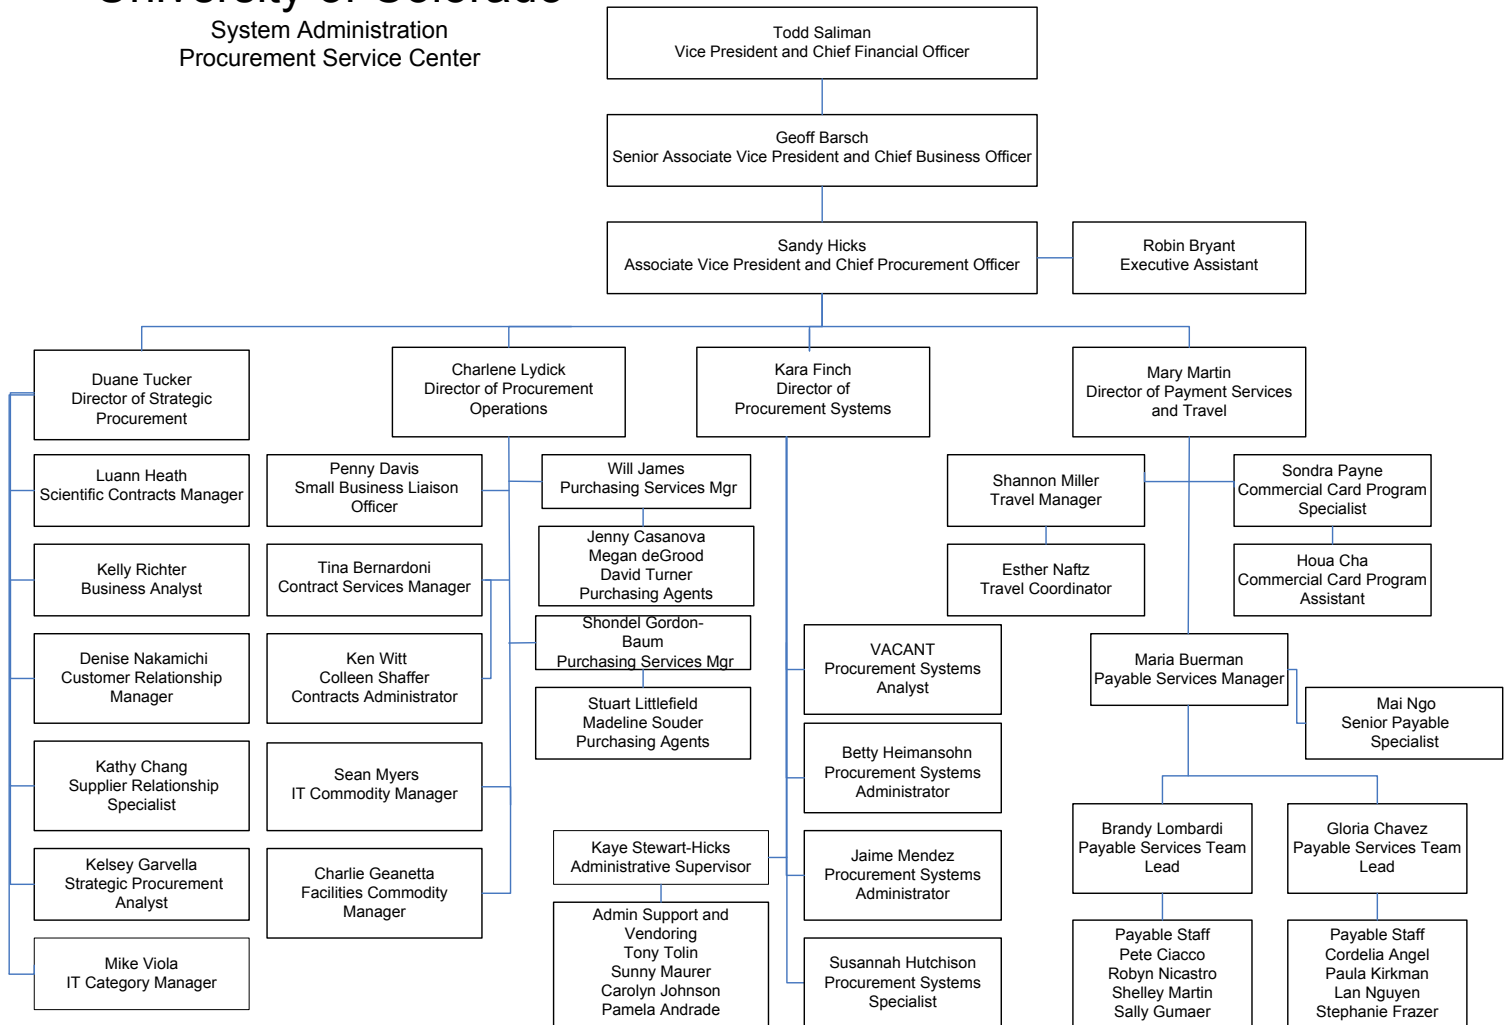 University of Colorado
System Administration
Procurement Service Center
Todd Saliman
Vice President and Chief Financial Officer
Geoff Barsch
Senior Associate Vice President and Chief Business Officer
Sandy Hicks
Associate Vice President and Chief Procurement Officer
Robin Bryant
Executive Assistant
Duane Tucker
Director of Strategic
Procurement
Luann Heath
Scientific Contracts Manager
Kelly Richter
Business Analyst
Denise Nakamichi
Customer Relationship
Manager
Kathy Chang
Supplier Relationship
Specialist
Kelsey Garvella
Strategic Procurement
Analyst
Mike Viola
IT Category Manager
Charlene Lydick
Director of Procurement
Operations
Penny Davis
Small Business Liaison
Officer
Tina Bernardoni
Contract Services Manager
Ken Witt
Colleen Shaffer
Contracts Administrator
Sean Myers
IT Commodity Manager
Charlie Geanetta
Facilities Commodity
Manager
Will James
Purchasing Services Mgr
Jenny Casanova
Megan deGrood
David Turner
Purchasing Agents
Shondel Gordon-
Baum
Purchasing Services Mgr
Stuart Littlefield
Madeline Souder
Purchasing Agents
Kara Finch
Director of
Procurement Systems
VACANT
Procurement Systems
Analyst
Betty Heimansohn
Procurement Systems
Administrator
Jaime Mendez
Procurement Systems
Administrator
Susannah Hutchison
Procurement Systems
Specialist
Kaye Stewart-Hicks
Administrative Supervisor
Admin Support and
Vendoring
Tony Tolin
Sunny Maurer
Carolyn Johnson
Pamela Andrade
Mary Martin
Director of Payment Services
and Travel
Shannon Miller
Travel Manager
Esther Naftz
Travel Coordinator
Sondra Payne
Commercial Card Program
Specialist
Houa Cha
Commercial Card Program
Assistant
Maria Buerman
Payable Services Manager
Mai Ngo
Senior Payable
Specialist
Brandy Lombardi
Payable Services Team
Lead
Payable Staff
Pete Ciacco
Robyn Nicastro
Shelley Martin
Sally Gumaer
Gloria Chavez
Payable Services Team
Lead
Payable Staff
Cordelia Angel
Paula Kirkman
Lan Nguyen
Stephanie Frazer